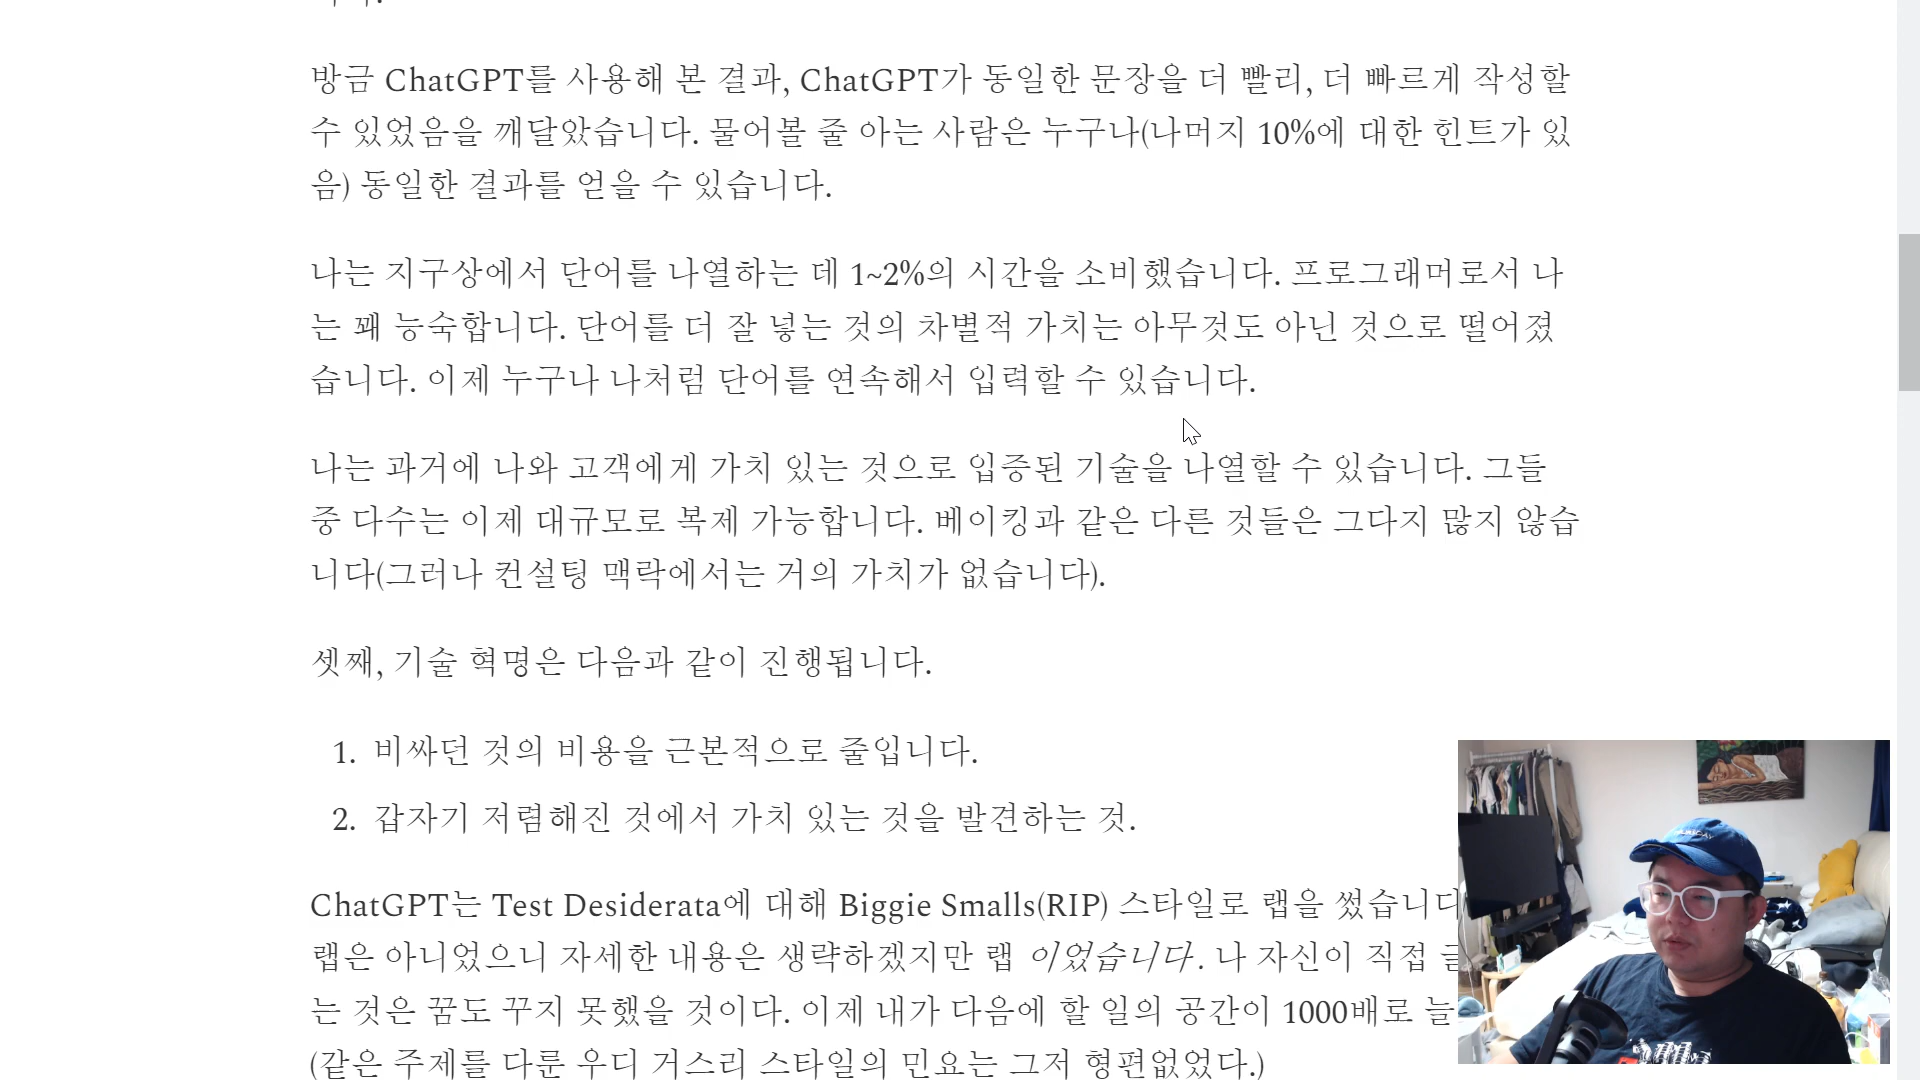 방금 ChatGPT를 사용해 본 결과, ChatGPT가 동일한 문장을 더 빨리, 더 빠르게 작성할
수 있었음을 깨달았습니다. 물어볼 줄 아는 사람은 누구나(나머지 10%에 대한 힌트가 있
음) 동일한 결과를 얻을 수 있습니다.
나는 지구상에서 단어를 나열하는 데 1~2%의 시간을 소비했습니다. 프로그래머로서 나
는 꽤 능숙합니다. 단어를 더 잘 넣는 것의 차별적 가치는 아무것도 아닌 것으로 떨어졌
습니다. 이제 누구나 나처럼 단어를 연속해서 입력할 수 있습니다.
나는 과거에 나와 고객에게 가치 있는 것으로 입증된 기술을 나열할 수 있습니다. 그들
중 다수는 이제 대규모로 복제 가능합니다. 베이킹과 같은 다른 것들은 그다지 많지 않습
니다(그러나 컨설팅 맥락에서는 거의 가치가 없습니다).
셋째, 기술 혁명은 다음과 같이 진행됩니다.
1. 비싸던 것의 비용을 근본적으로 줄입니다.
2. 갑자기 저렴해진 것에서 가치 있는 것을 발견하는 것.
ChatGPT는 Test Desiderata에 대해 Biggie Smalls(RIP) 스타일로 랩을 썼습니다
랩은 아니었으니 자세한 내용은 생략하겠지만 랩 이었습니다. 나 자신이 직접
는 것은 꿈도 꾸지 못했을 것이다. 이제 내가 다음에 할 일의 공간이 1000배로 늘
(같은 주제를 다룬 우디 거스리 스타일의 민요는 그저 형편없었다.)